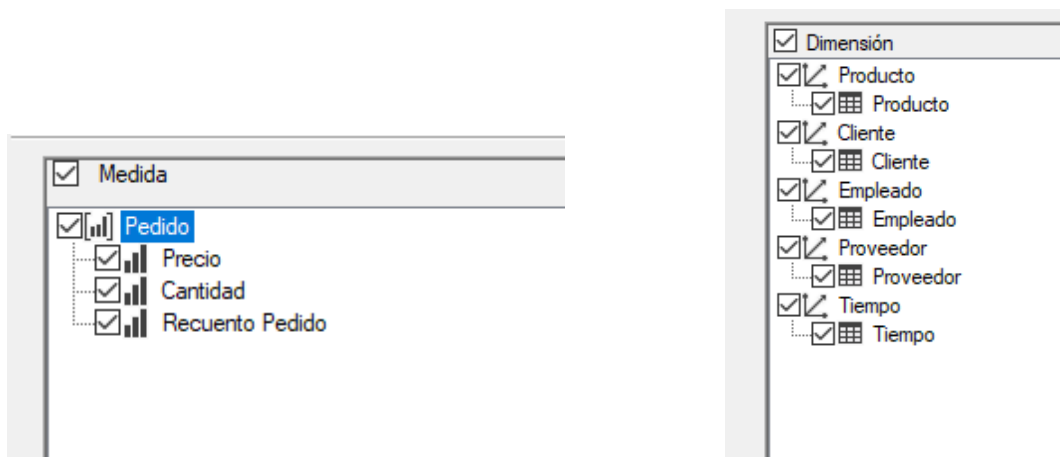 Medida
Pedido
Precio
Cantidad
Recuento Pedido
Dimensión
Producto
Producto
Cliente
Cliente
Empleado
Empleado
Proveedor
Proveedor
Tiempo
Tiempo